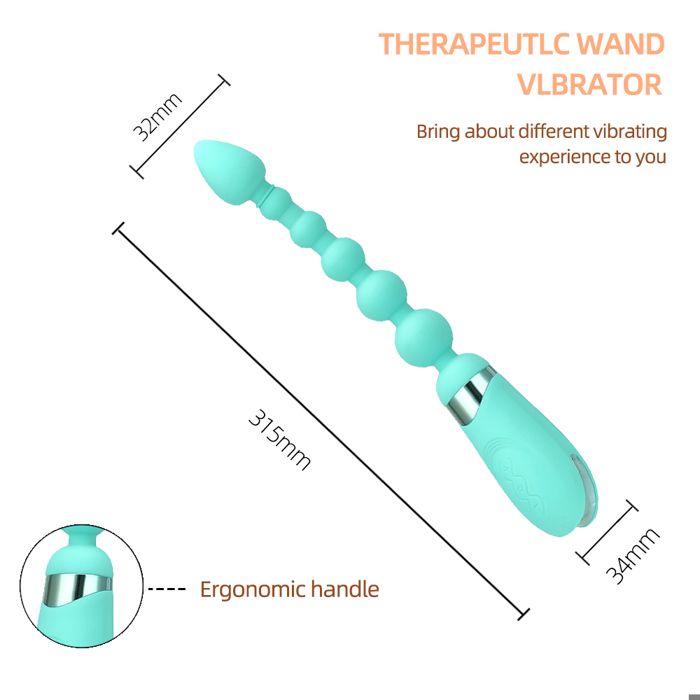 THERAPEUTLC WAND
VLBRATOR
Bring about different vibrating
experience to you
32mm
315mm
34mm
Ergonomic handle